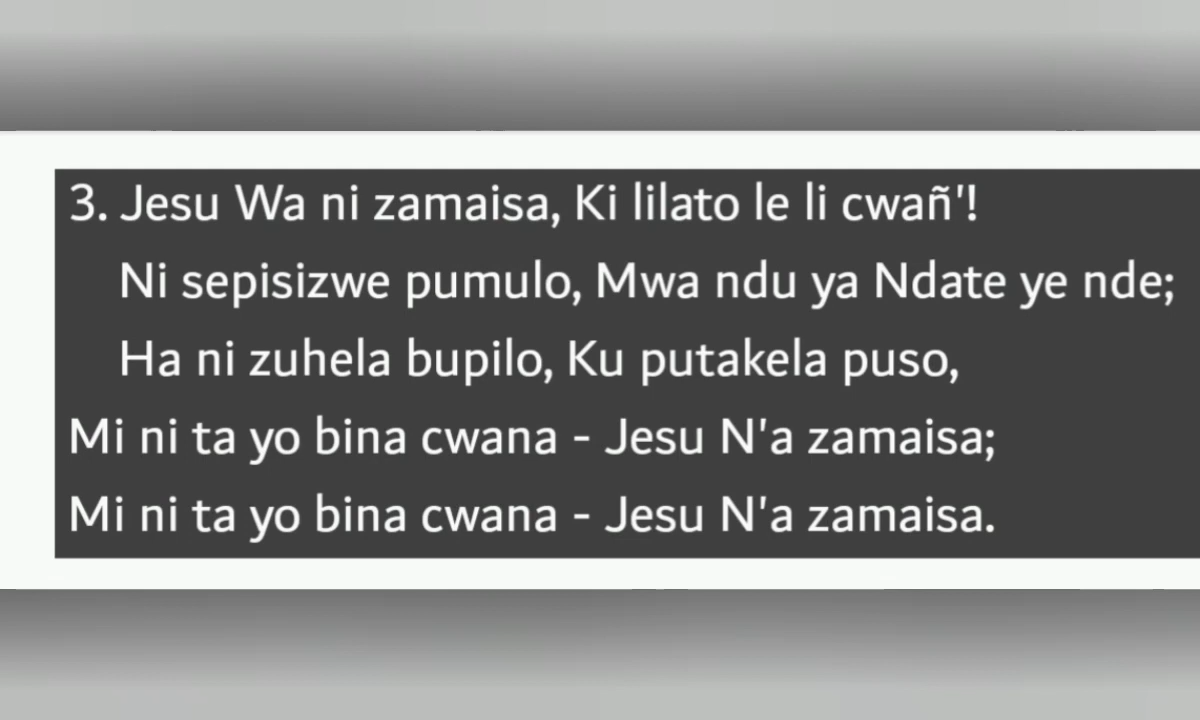 3. Jesu Wa ni zamaisa, Ki lilato le li cwañ'!
Ni sepisizwe pumulo, Mwa ndu ya Ndate ye nde;
Ha ni zuhela bupilo, Ku putakela puso,
Mi ni ta yo bina cwana - Jesu N'a zamaisa;
Mi ni ta yo bina cwana - Jesu N'a zamaisa.